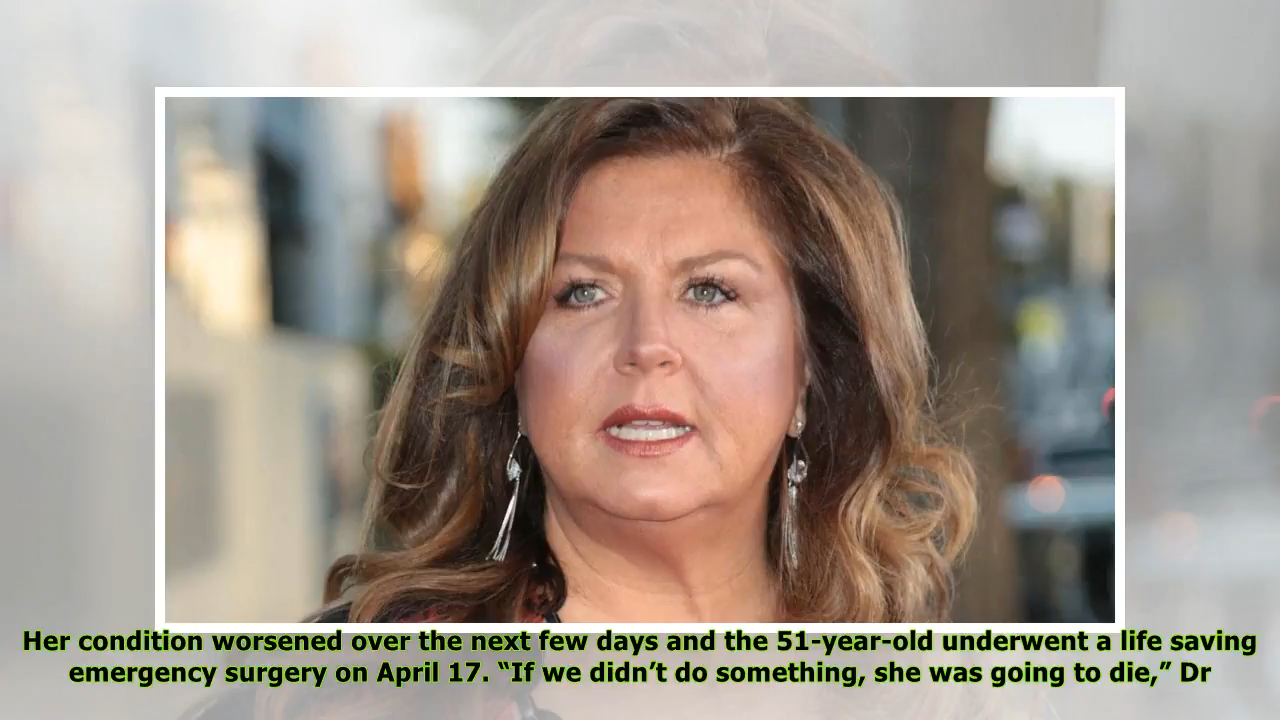 Her condition worsened over the next few days and the 51-year-old underwent a life saving
emergency surgery on April 17. “If we didn’t do something, she was going to die,” Dr